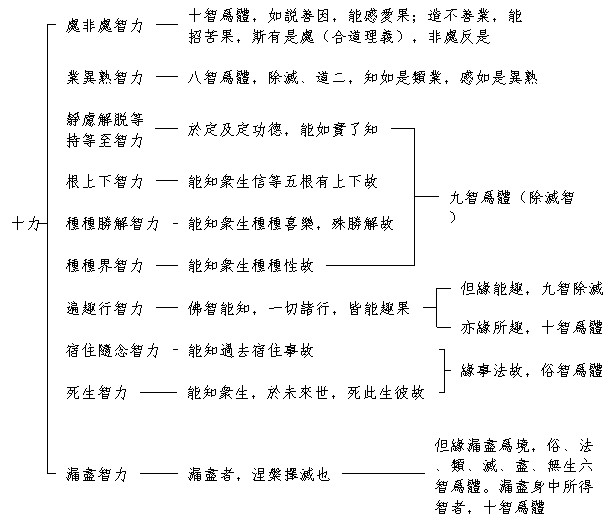 十力
處非處智力
十智爲體，如説善因，能感愛果；造不善業，能
招苦果，斯有是處（合道理義），非處反是
業異熟智力
八智爲體，除滅、道二，知如是類業，感如是異熟
靜慮解脱等
持等至智力
於定及定功德，能如實了知
根上下智力
能知衆生信等五根有上下故
種種勝解智力
能知衆生種種喜樂，殊勝解故
種種界智力
能知衆生種種性故
九智爲體（除滅智
）
遍趣行智力
佛智能知，一切諸行，皆能趣果
但緣能趣，九智除滅
亦緣所趣，十智爲體
宿住隨念智力
能知過去宿住事故
死生智力
能知衆生，於未來世，死此生彼故
緣事法故，俗智爲體
漏盡智力
漏盡者，涅槃擇滅也
但緣漏盡爲境，俗、法
、類、滅、盡、無生六
智爲體。漏盡身中所得
智者，十智爲體